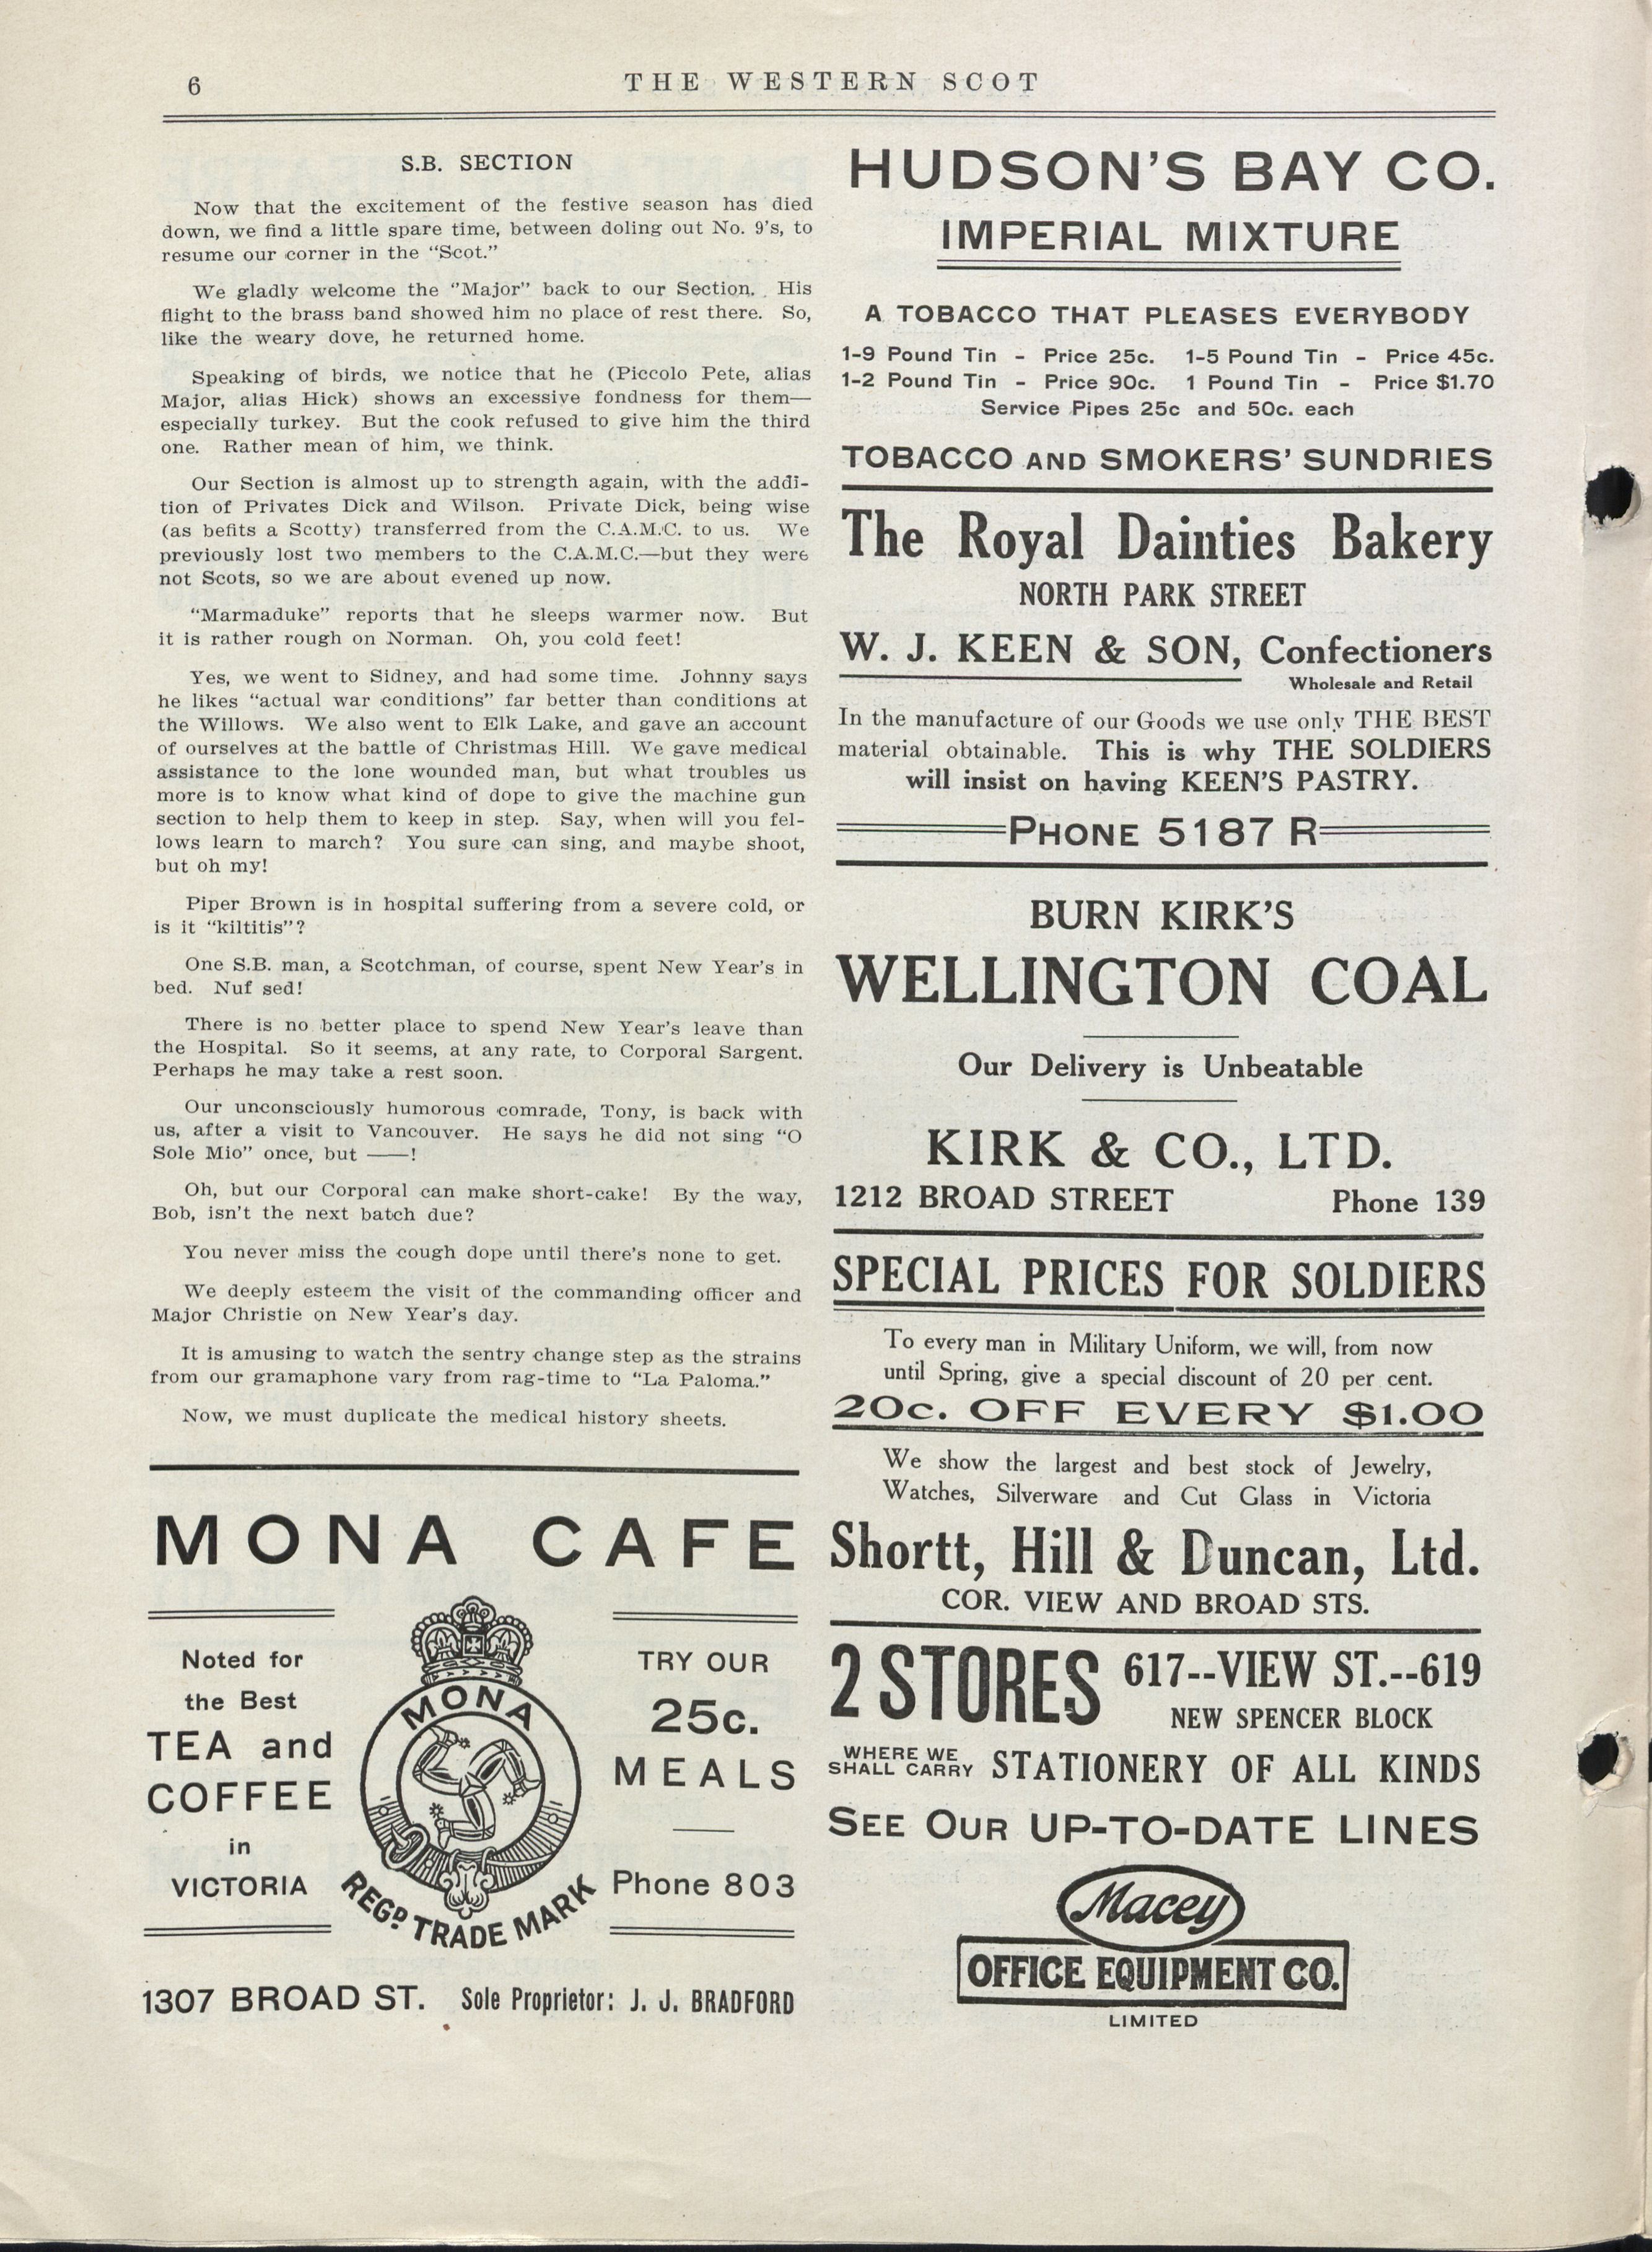 6
THE WESTERN SCOT
S.B. SECTION
Now that the excitement of the festive season has died
down, we find a little spare time, between doling out No. 9's, to
resume our corner in the "Scot."
We gladly welcome the "Major" back to our Section. His
flight to the brass band showed him no place of rest there. So,
like the weary dove, he returned home.
Speaking of birds, we notice that he (Piccolo Pete, alias
Major, alias Hick) shows an excessive fondness for them—
especially turkey. But the cook refused to give him the third
one. Rather mean of him, we think.
Our Section is almost up to strength again, with the addi-
tion of Privates Dick and Wilson. Private Dick, being wise
(as befits a Scotty) transferred from the C.A.M.C. to us. We
previously lost two members to the C.A.M.C.—but they were
not Scots, so we are about evened up now.
"Marmaduke" reports that he sleeps warmer now. But
it is rather rough on Norman. Oh, you cold feet!
Yes, we went to Sidney, and had some time. Johnny says
he likes "actual war conditions" far better than conditions at
the Willows. We also went to Elk Lake, and gave an account
of ourselves at the battle of Christmas Hill. We gave medical
assistance to the lone wounded man, but what troubles us
more is to know what kind of dope to give the machine gun
section to help them to keep in step. Say, when will you fel-
lows learn to march? You sure can sing, and maybe shoot,
but oh my!
Piper Brown is in hospital suffering from a severe cold, or
is it "kiltitis"?
One S.B. man, a Scotchman, of course, spent New Year's in
bed. Nuf sed!
There is no better place to spend New Year's leave than
the Hospital. So it seems, at any rate, to Corporal Sargent.
Perhaps he may take a rest soon.
Our unconsciously humorous comrade, Tony, is back with
us, after a visit to Vancouver. He says he did not sing "O
Sole Mio" once, but ——!
Oh, but our Corporal can make short-cake! By the way,
Bob, isn't the next batch due?
You never miss the cough dope until there's none to get.
We deeply esteem the visit of the commanding officer and
Major Christie on New Year's day.
It is amusing to watch the sentry change step as the strains
from our gramaphone vary from rag-time to "La Paloma."
Now, we must duplicate the medical history sheets.
MONA CAFE
Noted for
the Best
TEA and
COFFEE
in
VICTORIA
MONA
REGD TRADE MARK
TRY OUR
25c.
MEALS
Phone 803
1307 BROAD ST. Sole Proprietor: J. J. BRADFORD
HUDSON'S BAY CO.
IMPERIAL MIXTURE
A TOBACCO THAT PLEASES EVERYBODY
1-9 Pound Tin - Price 25c. 1-5 Pound Tin - Price 45c.
1-2 Pound Tin - Price 90c. 1 Pound Tin - Price $1.70
Service Pipes 25c and 50c. each
TOBACCO AND SMOKERS' SUNDRIES
The Royal Dainties Bakery
NORTH PARK STREET
W. J. KEEN & SON, Confectioners
Wholesale and Retail
In the manufacture of our Goods we use only THE BEST
material obtainable. This is why THE SOLDIERS
will insist on having KEEN'S PASTRY.
PHONE 5187 R
BURN KIRK'S
WELLINGTON COAL
Our Delivery is Unbeatable
KIRK & CO., LTD.
1212 BROAD STREET Phone 139
SPECIAL PRICES FOR SOLDIERS
To every man in Military Uniform, we will, from now
until Spring, give a special discount of 20 per cent.
20c. OFF EVERY $1.00
We show the largest and best stock of Jewelry,
Watches, Silverware and Cut Glass in Victoria
Shortt, Hill & Duncan, Ltd.
COR. VIEW AND BROAD STS.
2 STORES 617--VIEW ST.--619
NEW SPENCER BLOCK
WHERE WE SHALL CARRY STATIONERY OF ALL KINDS
SEE OUR UP-TO-DATE LINES
Macey
OFFICE EQUIPMENT CO.
LIMITED